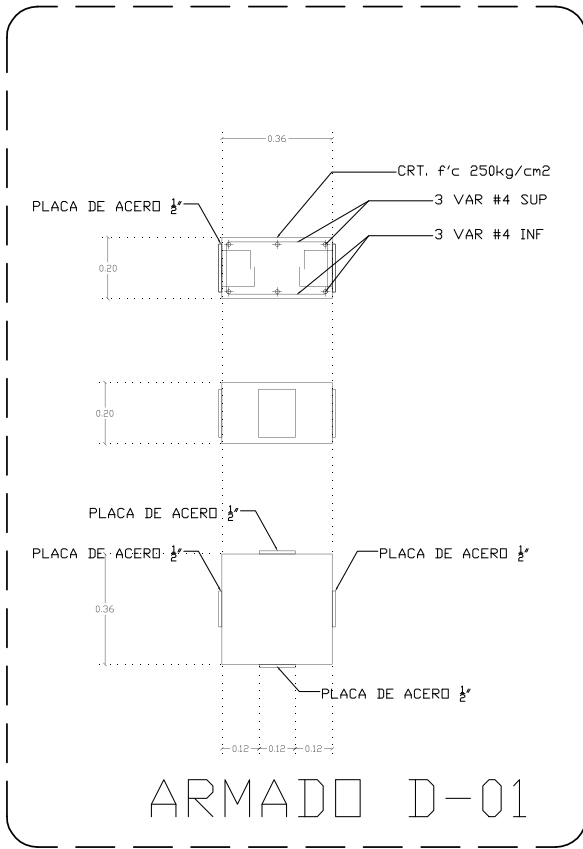 0.36
CRT. f'c 250kg/cm2
PLACA DE ACERO ½"
3 VAR #4 SUP
3 VAR #4 INF
0.20
0.20
PLACA DE ACERO ½"
PLACA DE ACERO ½"
PLACA DE ACERO ½"
0.36
PLACA DE ACERO ½"
0.12 0.12 0.12
ARMADO D-01